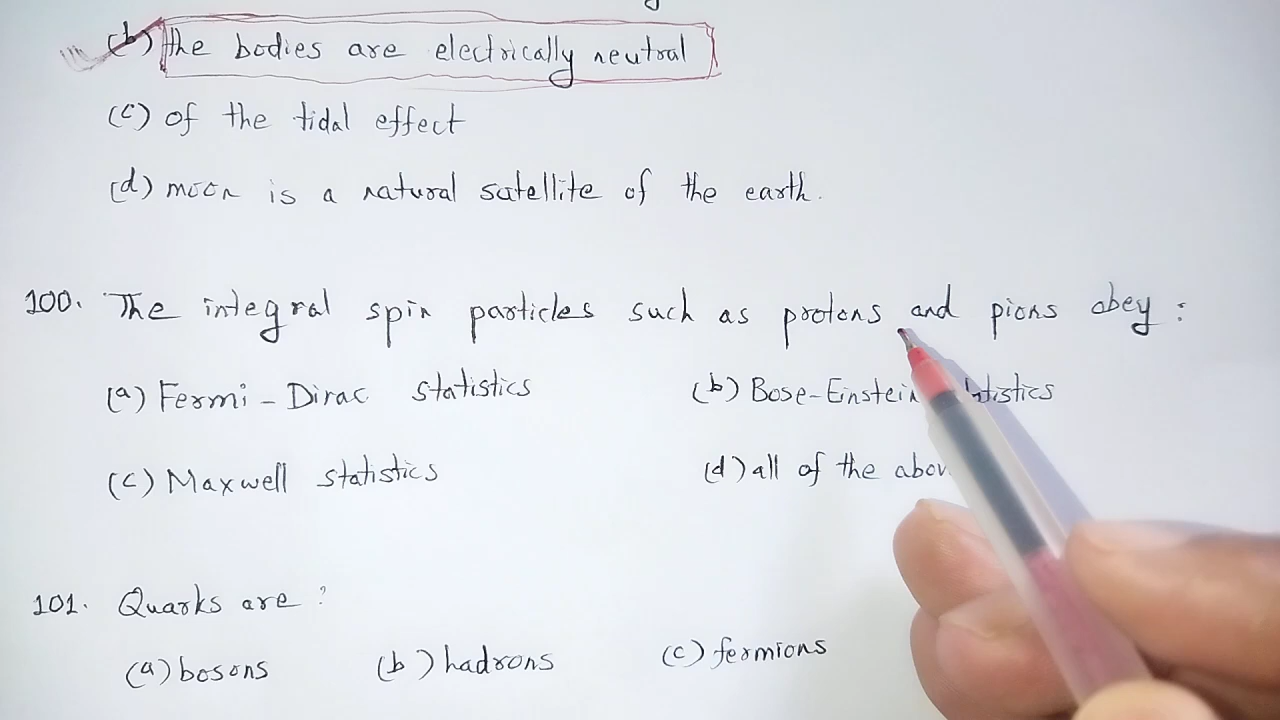 (b) the bodies are electrically neutral
(c) of the tidal effect
(d) moon is a natural satellite of the earth.
100. The integral spin particles such as protons and pions obey :
(a) Fermi - Dirac statistics (b) Bose-Einstein
(c) Maxwell statistics (d) all of the
101. Quarks are ?
(a) bosons (b) hadrons (c) fermions